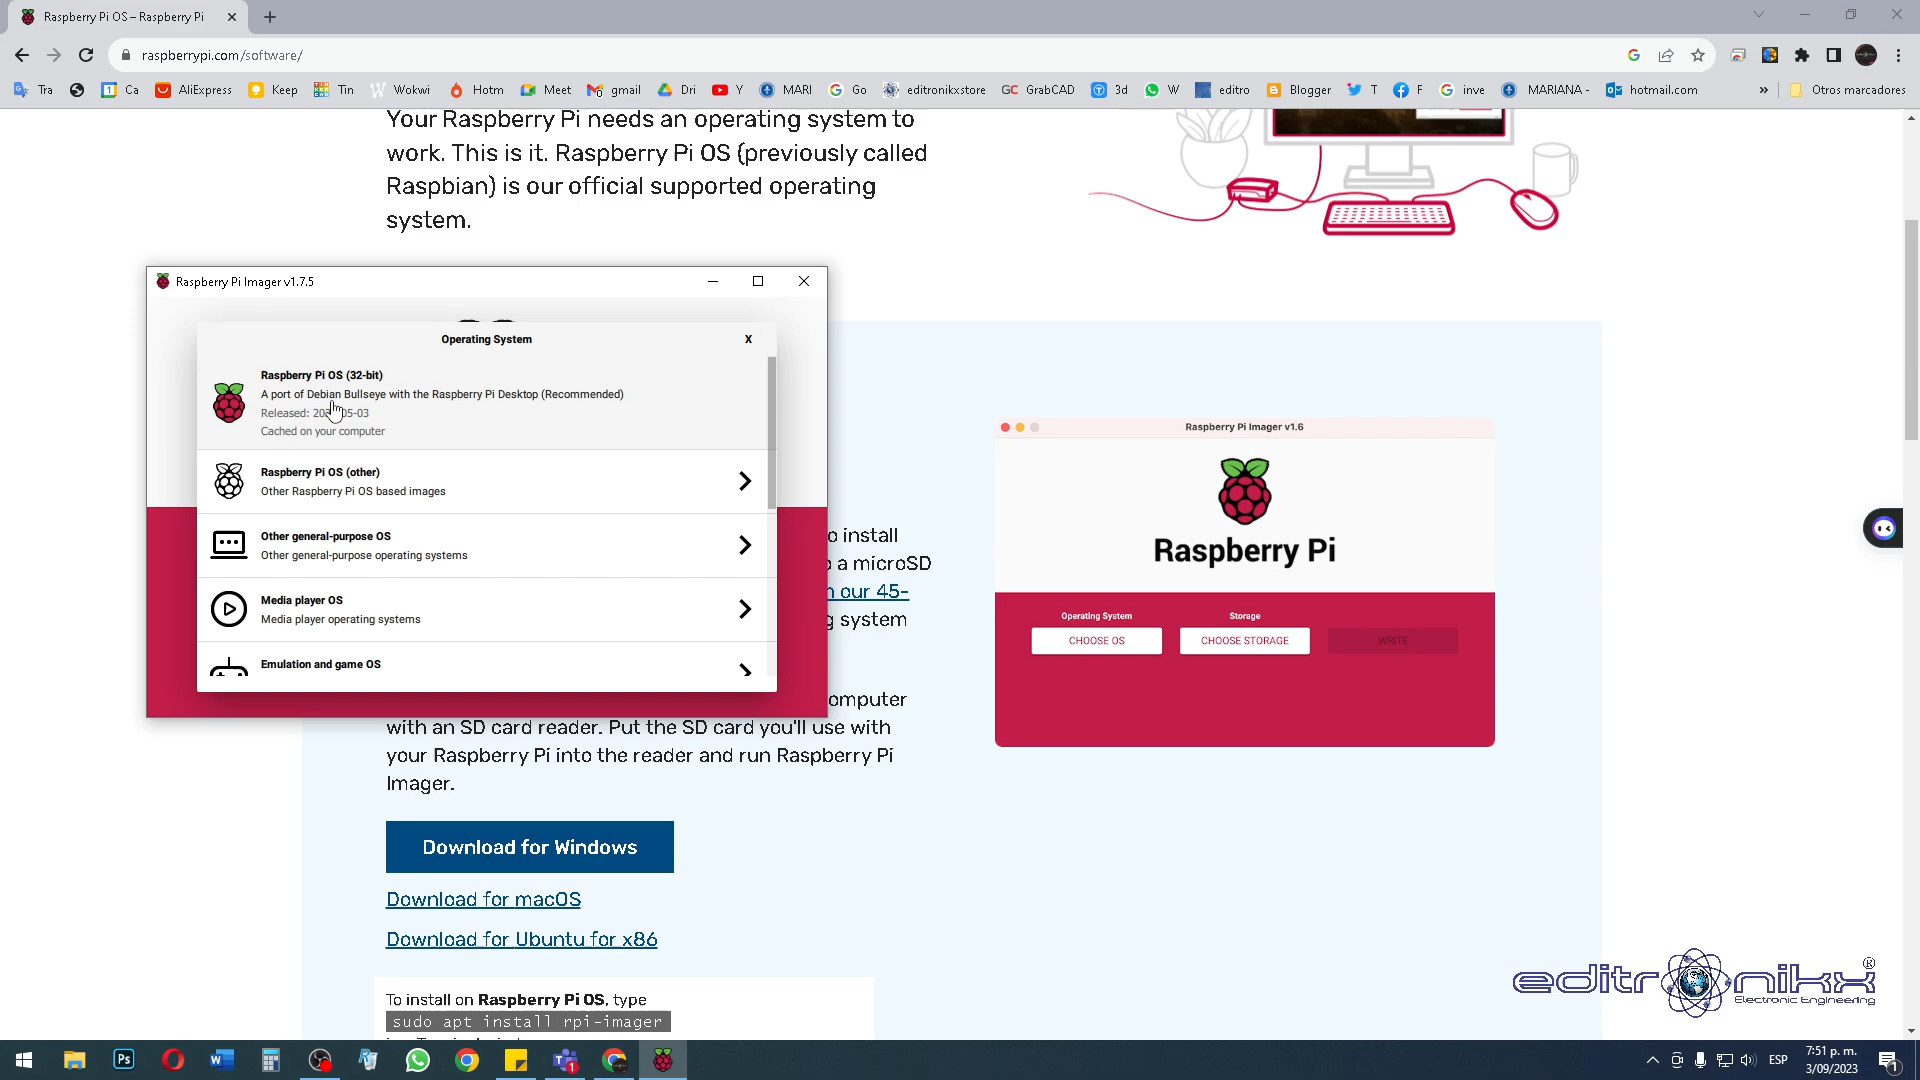 Raspberry Pi OS – Raspberry Pi
raspberrypi.com/software/
Tra
Ca
AliExpress
Keep
Tin
Wokwi
Hotm
Meet
gmail
Dri
Y
MARI
Go
editronikxstore
GC GrabCAD
3d
W
editro
Blogger
T
F
inve
MARIANA -
hotmail.com
»
Otros marcadores
Your Raspberry Pi needs an operating system to
work. This is it. Raspberry Pi OS (previously called
Raspbian) is our official supported operating
system.
Raspberry Pi Imager v1.7.5
Operating System
X
Raspberry Pi OS (32-bit)
A port of Debian Bullseye with the Raspberry Pi Desktop (Recommended)
Released: 05-03
Cached on your computer
Raspberry Pi OS (other)
Other Raspberry Pi OS based images
Other general-purpose OS
Other general-purpose operating systems
Media player OS
Media player operating systems
Emulation and game OS
o install
a microSD
our 45-
system
omputer
with an SD card reader. Put the SD card you'll use with
your Raspberry Pi into the reader and run Raspberry Pi
Imager.
Download for Windows
Download for macOS
Download for Ubuntu for x86
To install on Raspberry Pi OS, type
sudo apt install rpi-imager
Raspberry Pi Imager v1.6
Raspberry Pi
Operating System
Storage
CHOOSE OS
CHOOSE STORAGE
WRITE
editronikx®
Electronic Engineering
ESP
7:51 p. m.
3/09/2023
1